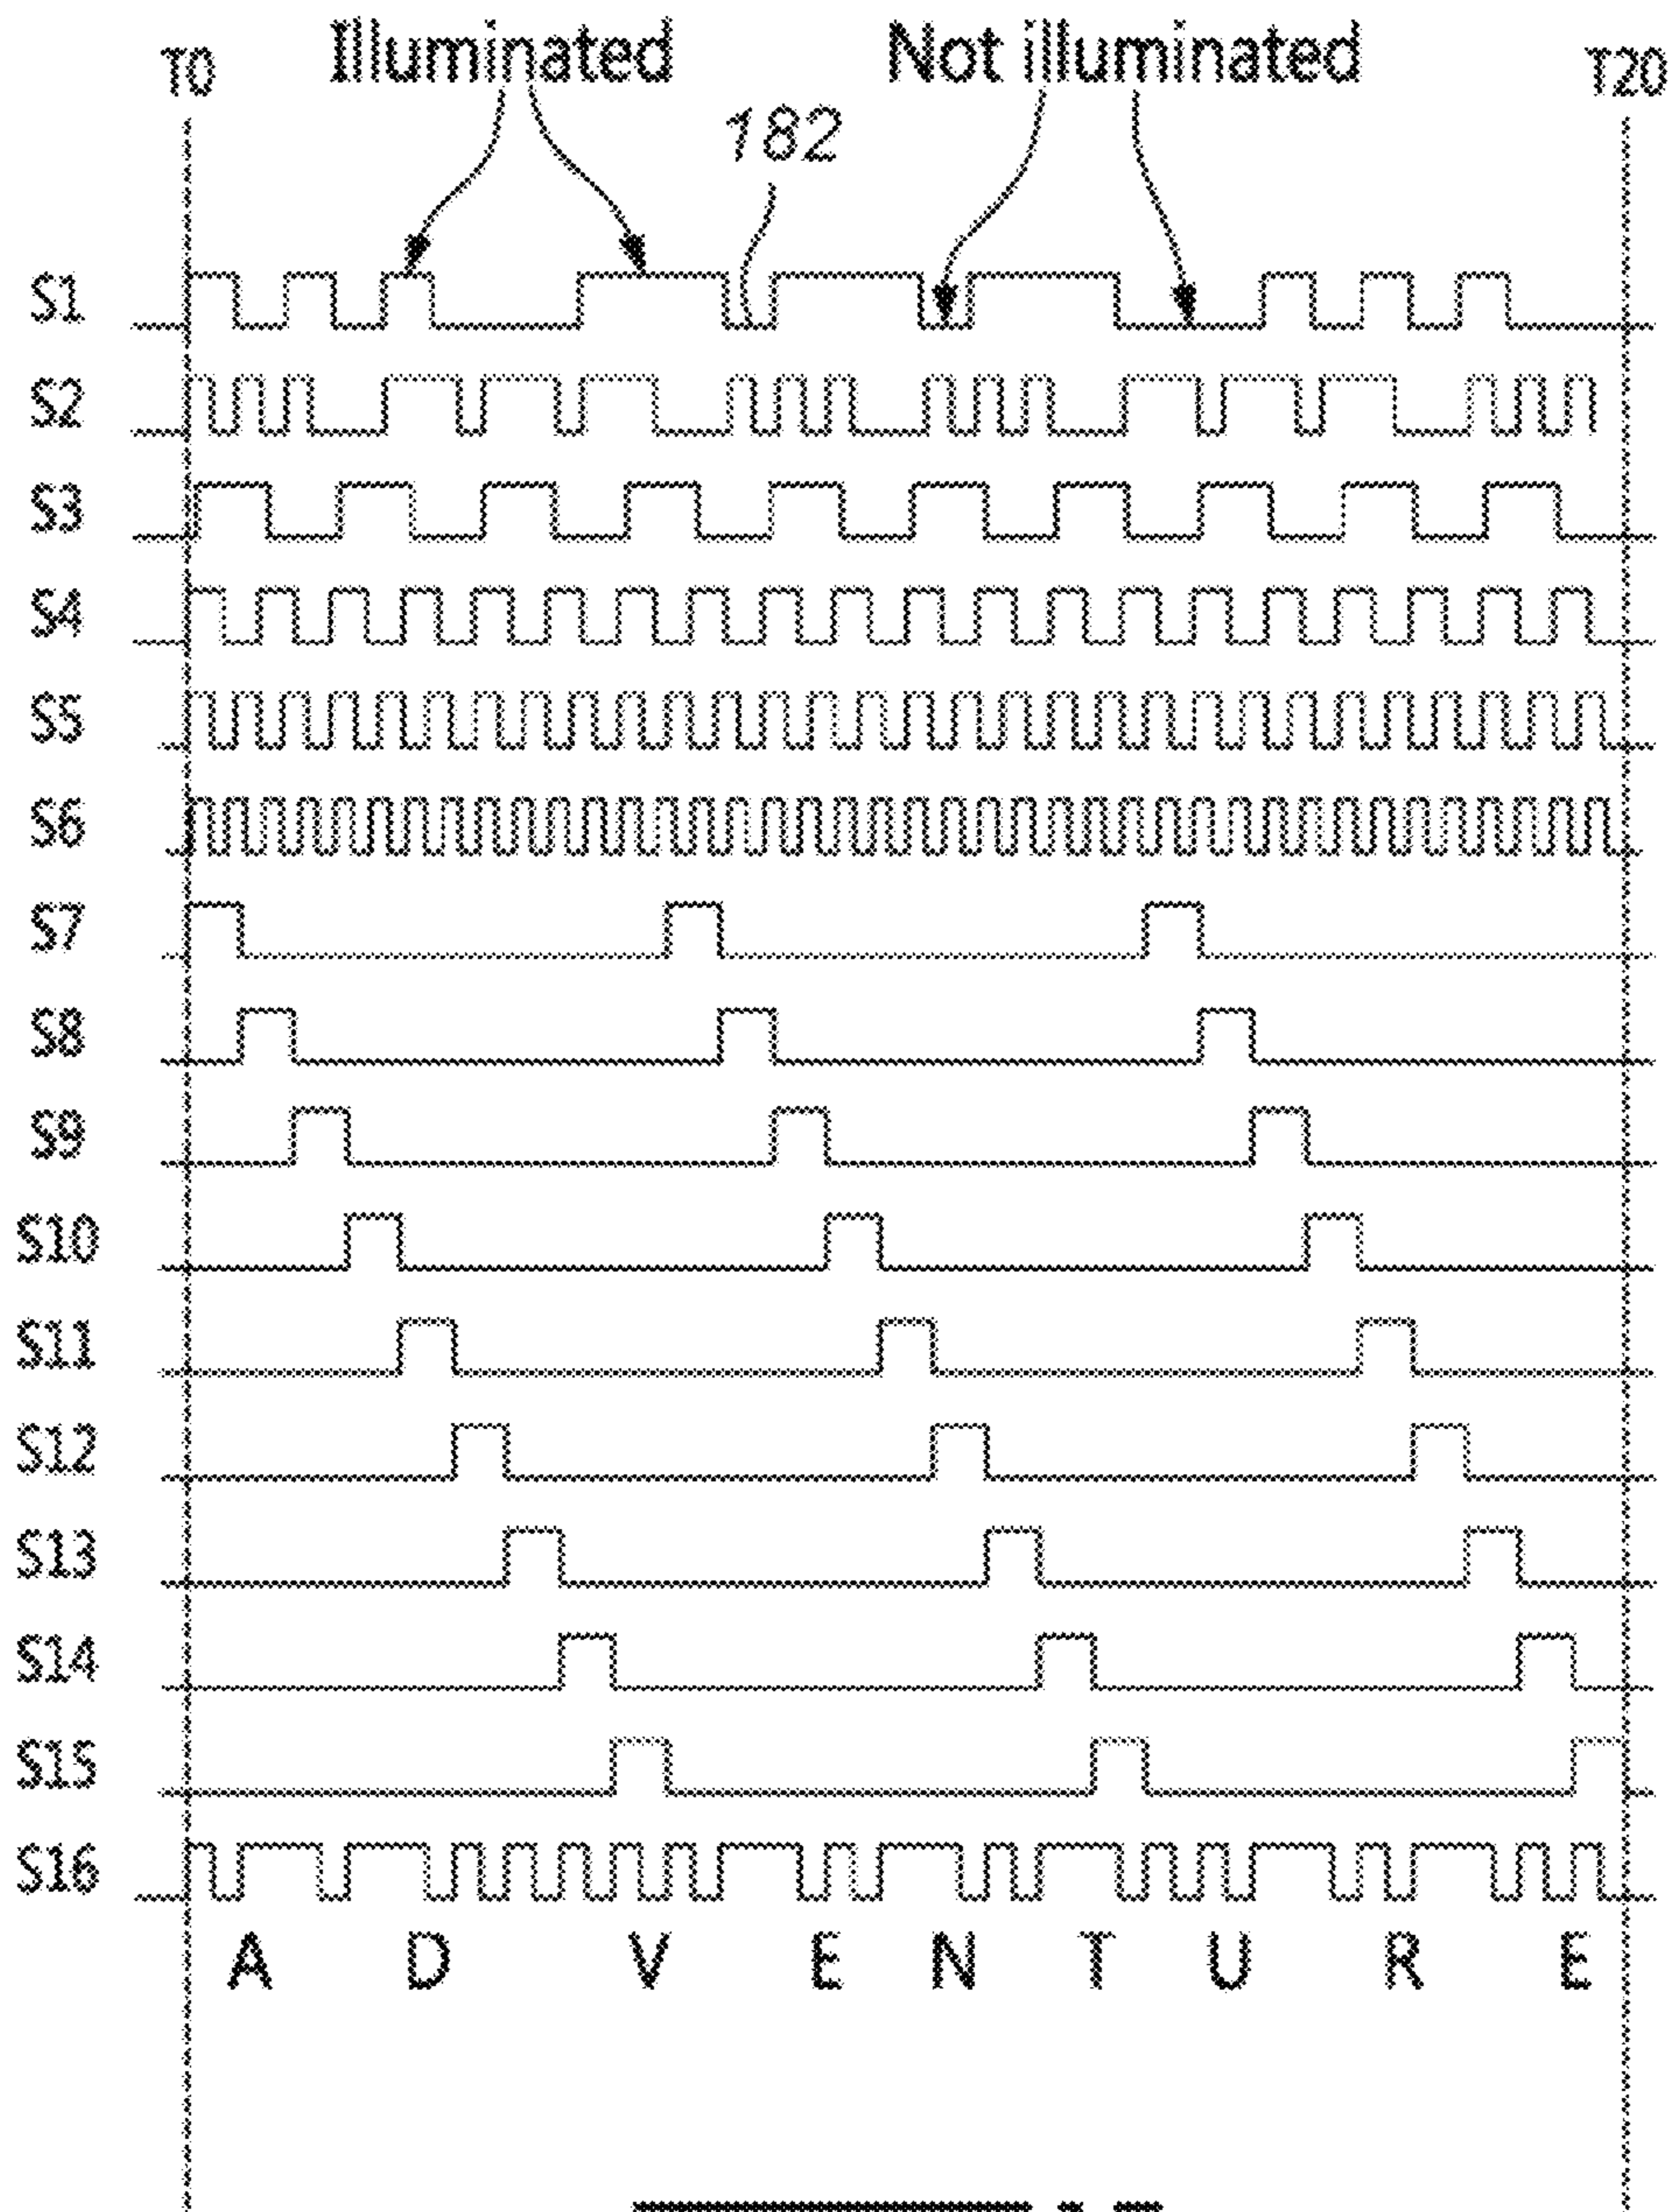 T0 Illuminated Not illuminated T20
182
S1
S2
S3
S4
S5
S6
S7
S8
S9
S10
S11
S12
S13
S14
S15
S16
A D V E N T U R E